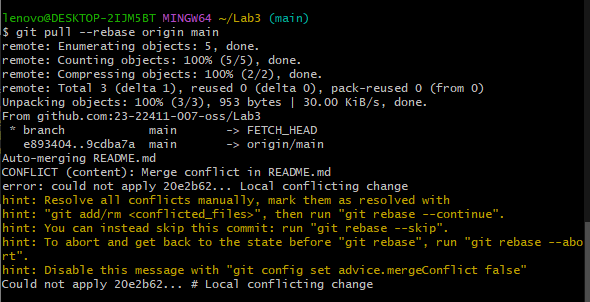 lenovo@DESKTOP-2IJM5BT MINGW64 ~/Lab3 (main)
$ git pull --rebase origin main
remote: Enumerating objects: 5, done.
remote: Counting objects: 100% (5/5), done.
remote: Compressing objects: 100% (2/2), done.
remote: Total 3 (delta 1), reused 0 (delta 0), pack-reused 0 (from 0)
Unpacking objects: 100% (3/3), 953 bytes | 30.00 KiB/s, done.
From github.com:23-22411-007-oss/Lab3
 * branch            main       -> FETCH_HEAD
   e893404..9cdba7a  main       -> origin/main
Auto-merging README.md
CONFLICT (content): Merge conflict in README.md
error: could not apply 20e2b62... Local conflicting change
hint: Resolve all conflicts manually, mark them as resolved with
hint: "git add/rm <conflicted_files>", then run "git rebase --continue".
hint: You can instead skip this commit: run "git rebase --skip".
hint: To abort and get back to the state before "git rebase", run "git rebase --abo
rt".
hint: Disable this message with "git config set advice.mergeConflict false"
Could not apply 20e2b62... # Local conflicting change